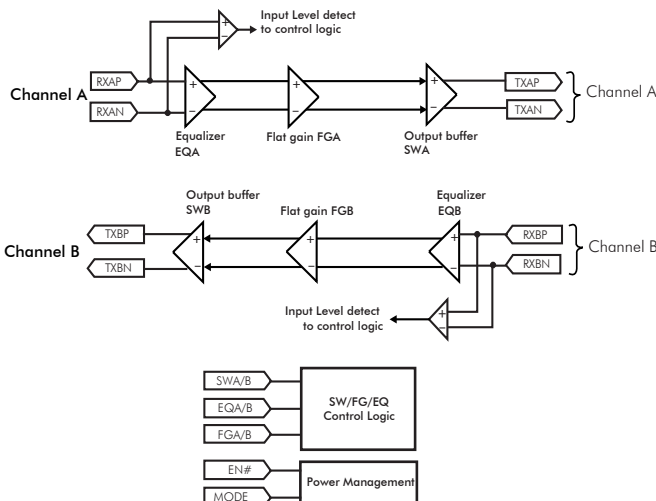 Input Level detect
to control logic
+
−
Channel A
RXAP
RXAN
+
−
+
−
+
−
TXAP
TXAN
Channel A
Equalizer
EQA
Flat gain FGA
Output buffer
SWA
Output buffer
SWB
Flat gain FGB
Equalizer
EQB
Channel B
TXBP
TXBN
+
−
+
−
+
−
RXBP
RXBN
Channel B
Input Level detect
to control logic
+
−
SWA/B
EQA/B
FGA/B
SW/FG/EQ
Control Logic
EN#
MODE
Power Management